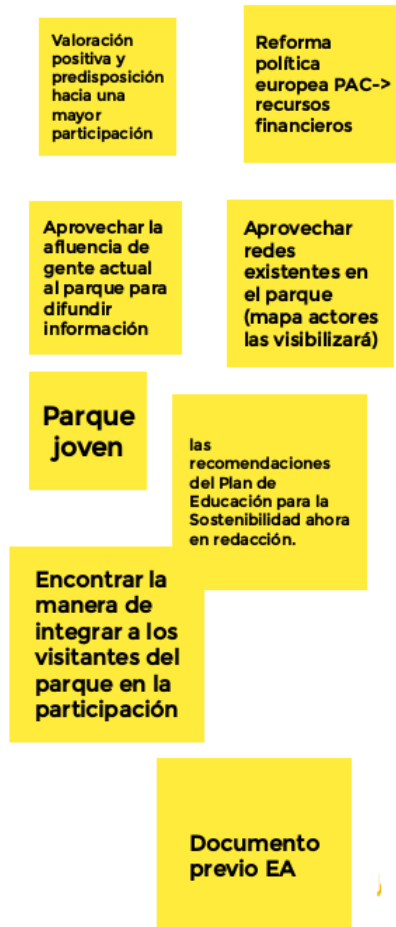 Valoración
positiva y
predisposición
hacia una
mayor
participación
Reforma
política
europea PAC->
recursos
financieros
Aprovechar la
afluencia de
gente actual
al parque para
difundir
información
Aprovechar
redes
existentes en
el parque
(mapa actores
las visibilizará)
Parque
joven
las
recomendaciones
del Plan de
Educación para la
Sostenibilidad ahora
en redacción.
Encontrar la
manera de
integrar a los
visitantes del
parque en la
participación
Documento
previo EA